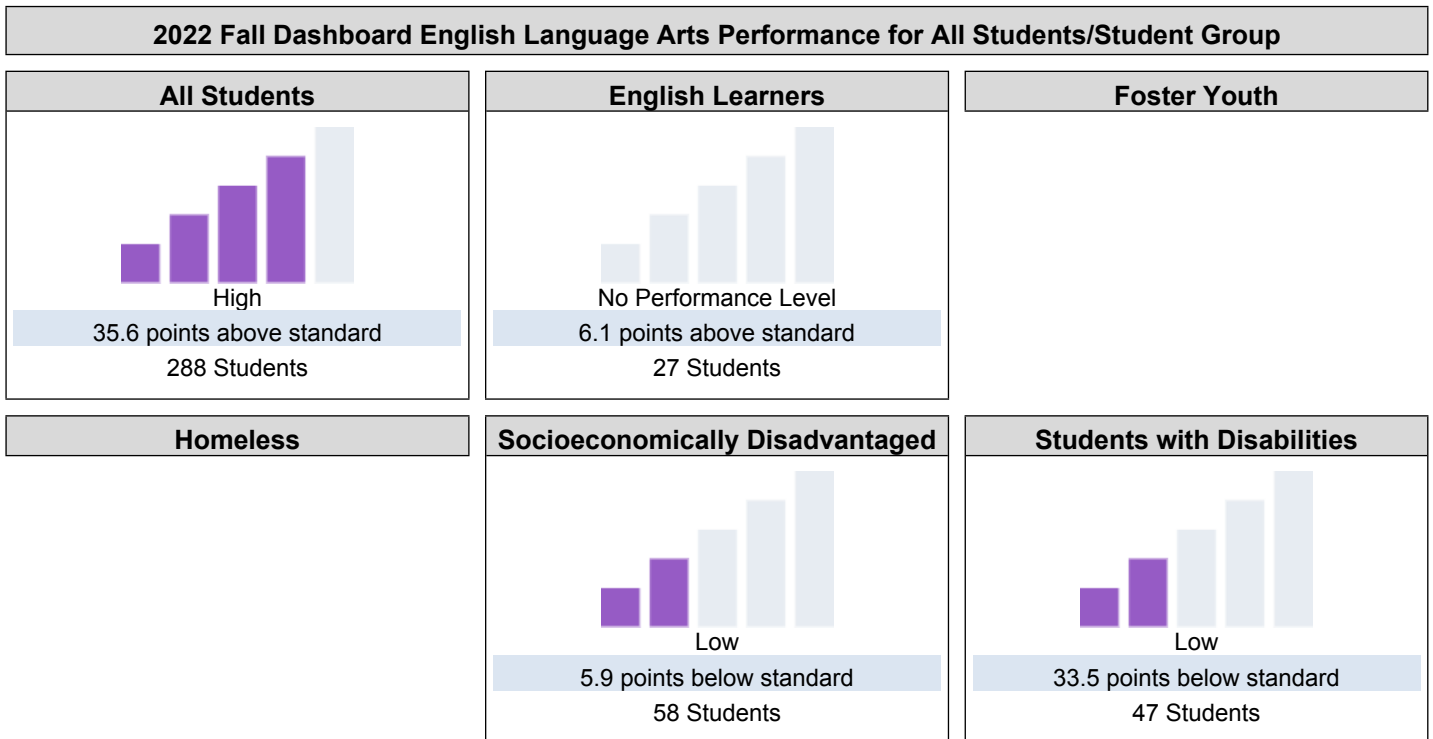 2022 Fall Dashboard English Language Arts Performance for All Students/Student Group
All Students
High
35.6 points above standard
288 Students
English Learners
No Performance Level
6.1 points above standard
27 Students
Foster Youth
Homeless
Socioeconomically Disadvantaged
Low
5.9 points below standard
58 Students
Students with Disabilities
Low
33.5 points below standard
47 Students